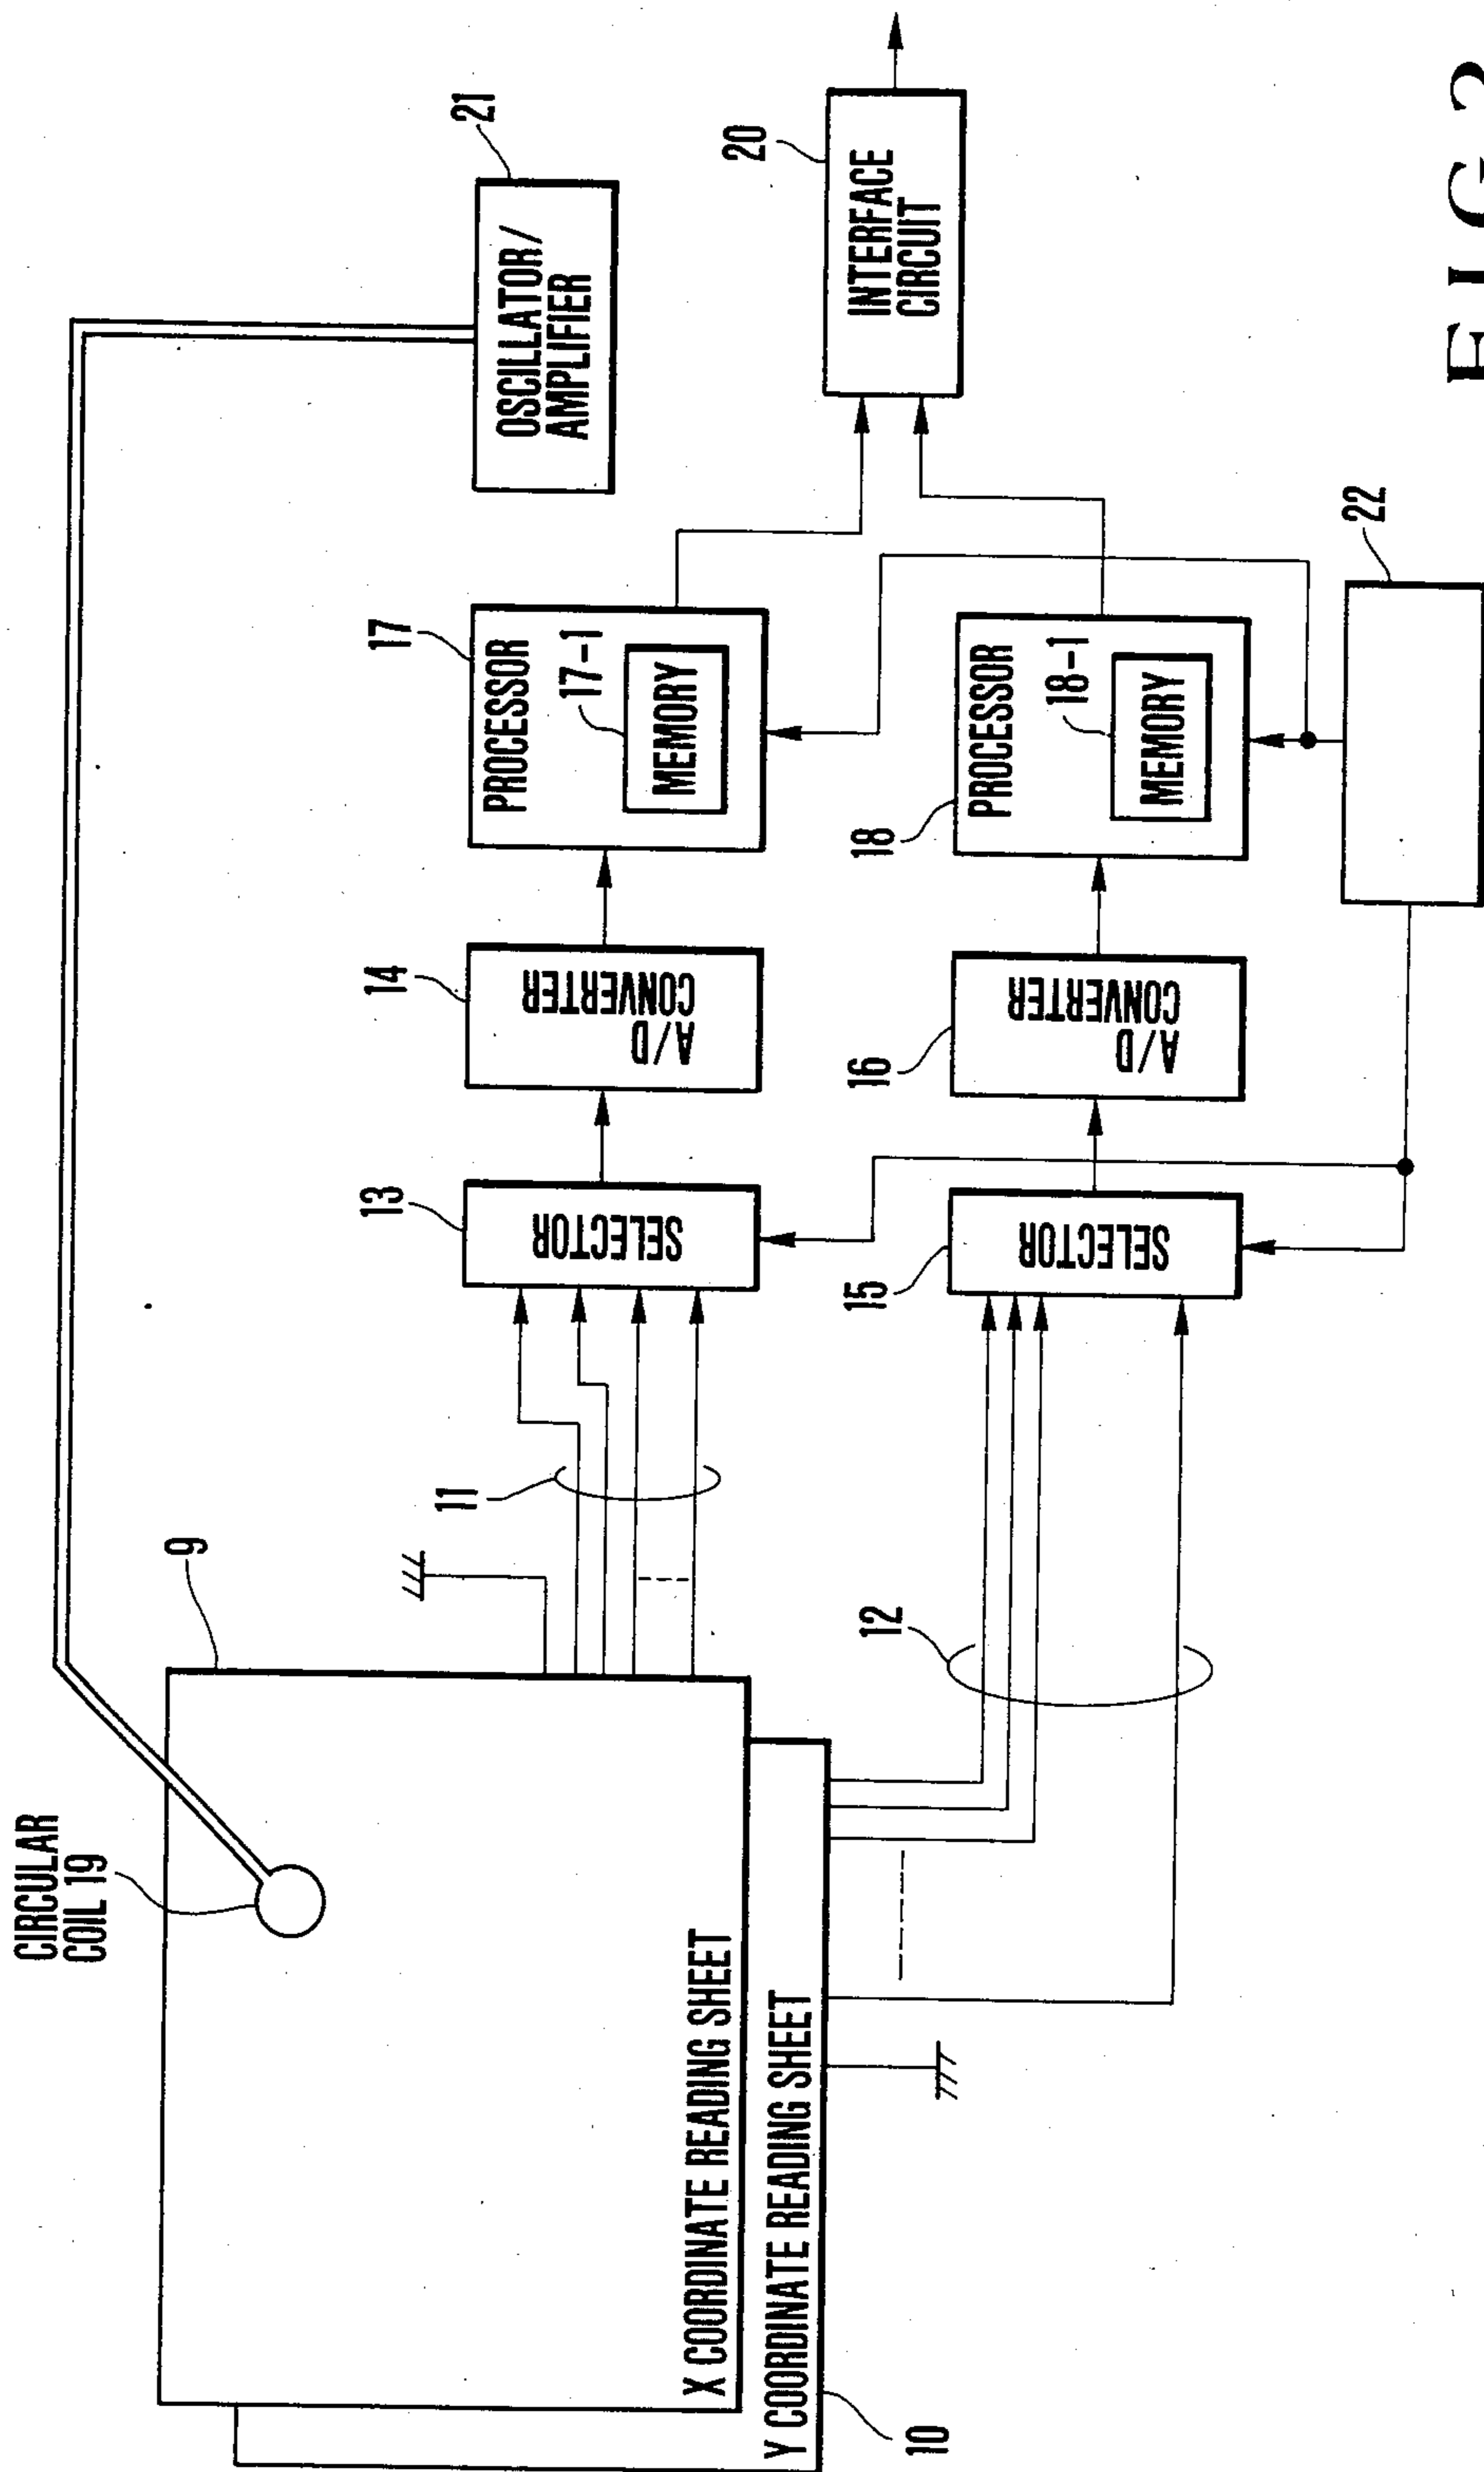 CIRCULAR
COIL 19
9
X COORDINATE READING SHEET
Y COORDINATE READING SHEET
10
11
12
13
SELECTOR
15
SELECTOR
14
A/D
CONVERTER
16
A/D
CONVERTER
17
PROCESSOR
17-1
MEMORY
18
PROCESSOR
18-1
MEMORY
21
OSCILLATOR/
AMPLIFIER
20
INTERFACE
CIRCUIT
22
FIG.2